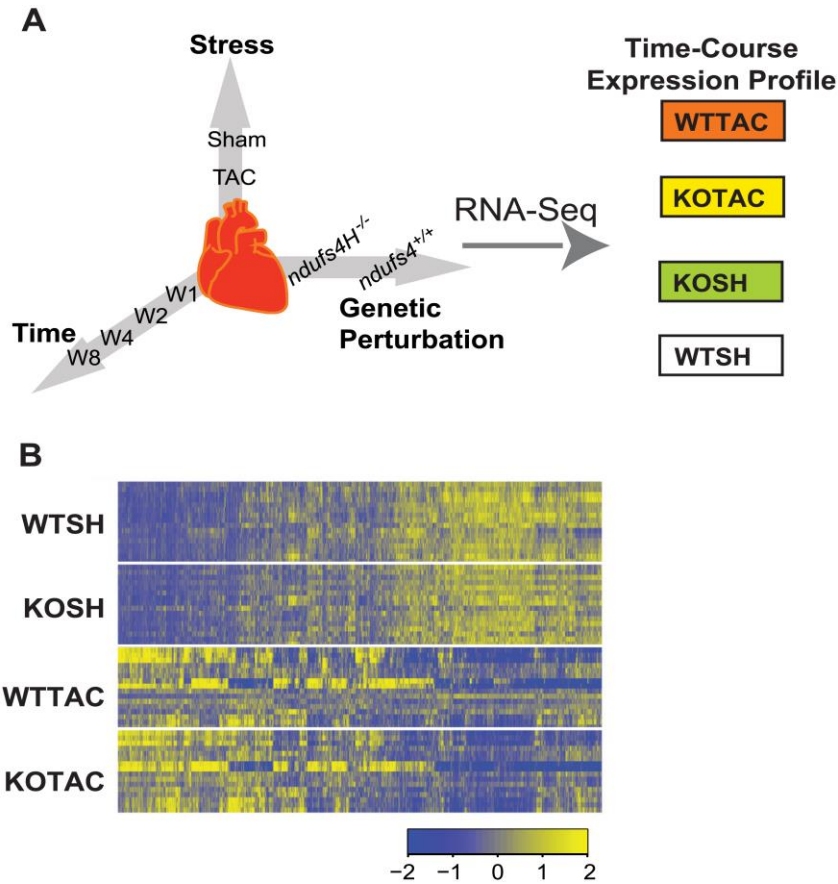 A
Stress
Sham
TAC
ndufs4H-/-
ndufs4+/+
Genetic
Perturbation
Time
W1
W2
W4
W8
RNA-Seq
Time-Course
Expression Profile
WTTAC
KOTAC
KOSH
WTSH
B
WTSH
KOSH
WTTAC
KOTAC
−2 −1 0 1 2